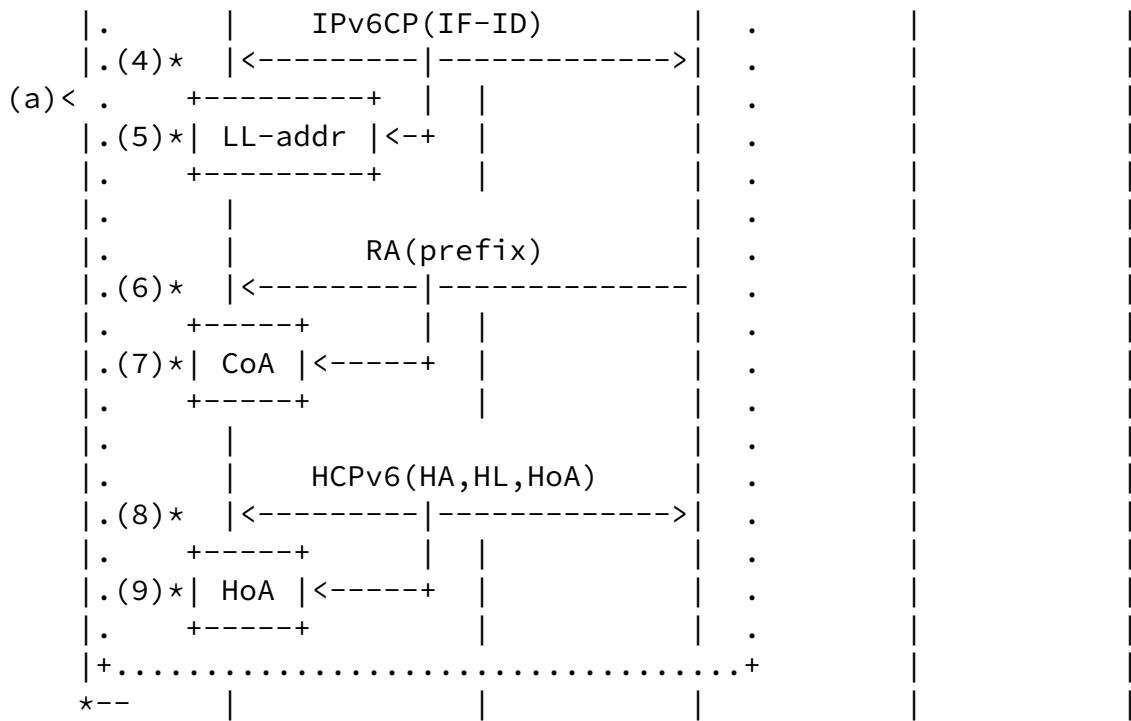 |.       |    IPv6CP(IF-ID)        |  .       |          |
|.(4)*  |<---------|------------->|  .       |          |
(a)< .    +---------+  |  |           |  .       |          |
|.(5)*| LL-addr |<-+  |           |  .       |          |
|.    +---------+     |           |  .       |          |
|.      |                         |  .       |          |
|.      |       RA(prefix)        |  .       |          |
|.(6)*  |<---------|--------------|  .       |          |
|.    +-----+      |  |           |  .       |          |
|.(7)*| CoA |<-----+  |           |  .       |          |
|.    +-----+         |           |  .       |          |
|.      |                         |  .       |          |
|.      |    HCPv6(HA,HL,HoA)     |  .       |          |
|.(8)*  |<---------|------------->|  .       |          |
|.    +-----+      |  |           |  .       |          |
|.(9)*| HoA |<-----+  |           |  .       |          |
|.    +-----+         |           |  .       |          |
|+...................................+       |          |
*--     |             |           |          |          |